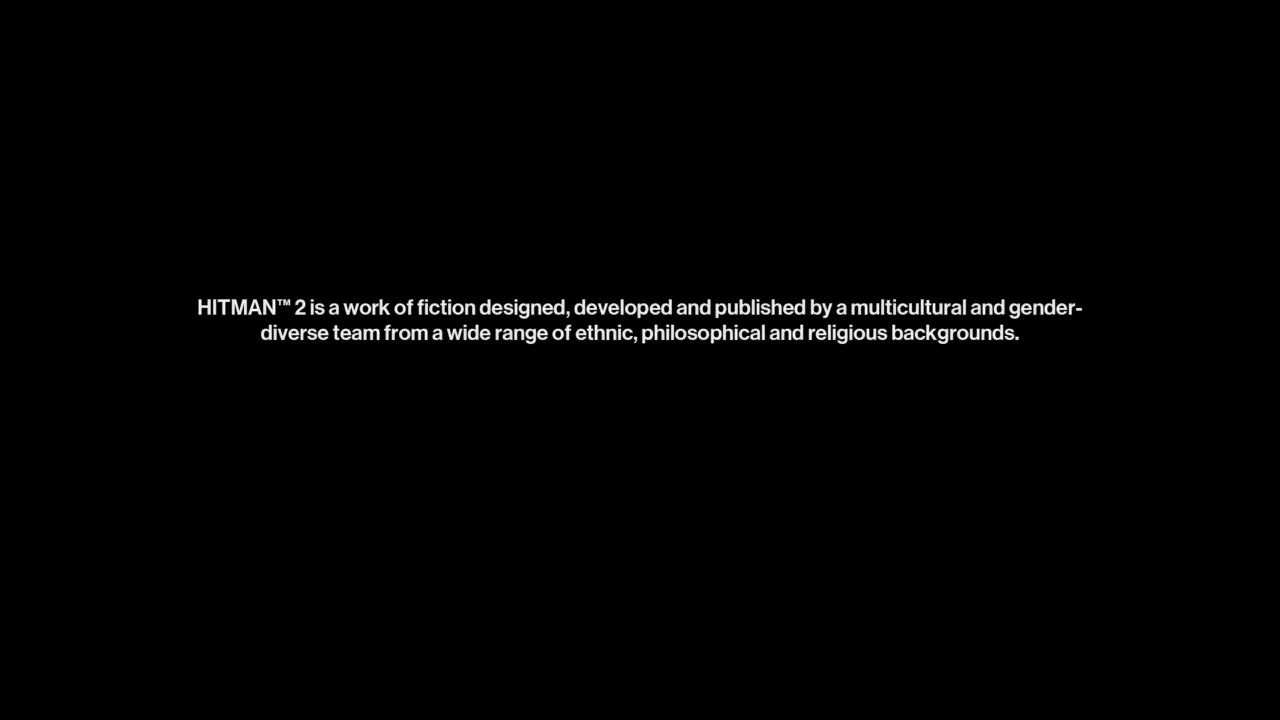 HITMAN™ 2 is a work of fiction designed, developed and published by a multicultural and gender-
diverse team from a wide range of ethnic, philosophical and religious backgrounds.